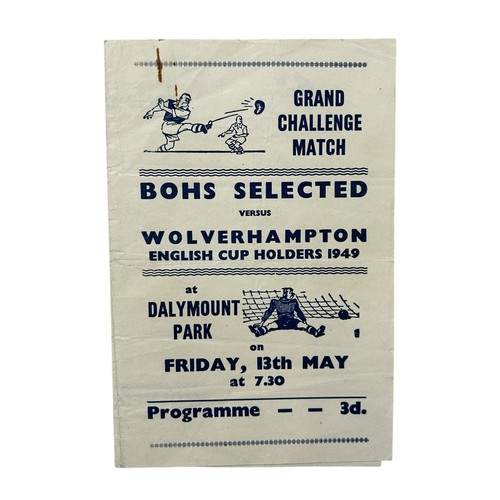 GRAND
CHALLENGE
MATCH
BOHS SELECTED
VERSUS
WOLVERHAMPTON
ENGLISH CUP HOLDERS 1949
at
DALYMOUNT
PARK
on
FRIDAY, 13th MAY
at 7.30
Programme — — 3d.